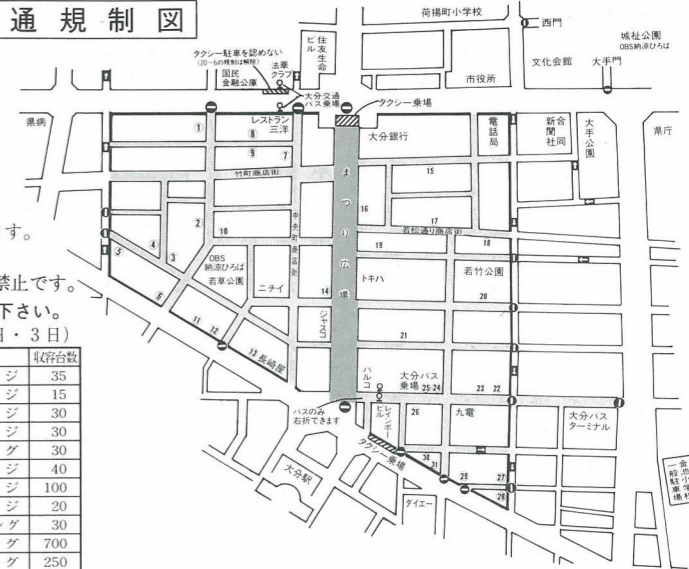 通規制図
荷揚町小学校
西門
城祉公園
OBS納涼ひろば
文化会館
大手門
住友生命ビル
タクシー駐車を認めない
(20~6の規制は解除)
法華クラブ
国民金融公庫
市役所
大分交通バス乗場
タクシー乗場
県病
①
⑧
レストラン三洋
大分銀行
電話局
新聞社
合同
大手公園
県庁
⑨
7
竹町商店街
15
まつり広場
16
17
②
10
中央町商店街
若松通り商店街
18
19
す。
④
3
⑤
OBS納涼ひろば
若草公園
トキハ
若竹公園
禁止です。
ニチイ
14
20
下さい。
⑥
11
12
ジャスコ
21
日・3日)
13
長崎屋
パルコ
大分バス乗場
25
24
23
22
バスのみ右折できます
レインボービル
26
九電
大分バスターミナル
タクシー乗場
大分駅
30
31
29
27
28
ダイエー
収容台数
ジ 35
ジ 15
ジ 30
ジ 30
グ 30
ジ 40
ジ 100
ジ 20
ング 30
グ 700
グ 250